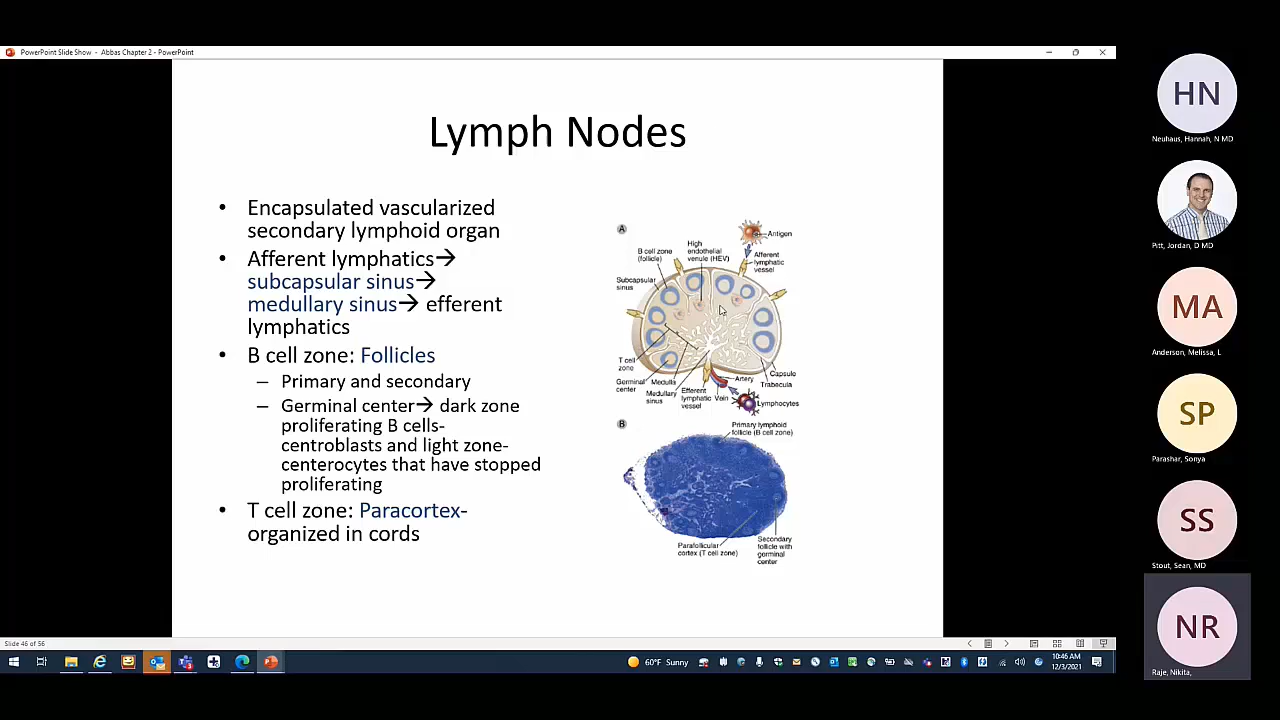 PowerPoint Slide Show - Abbas Chapter 2 - PowerPoint
Lymph Nodes
• Encapsulated vascularized
secondary lymphoid organ
• Afferent lymphatics→
subcapsular sinus→
medullary sinus→ efferent
lymphatics
• B cell zone: Follicles
– Primary and secondary
– Germinal center→ dark zone
proliferating B cells-
centroblasts and light zone-
centerocytes that have stopped
proliferating
• T cell zone: Paracortex-
organized in cords
A
Antigen
B cell zone
(follicle)
High
endothelial
venule (HEV)
Afferent
lymphatic
vessel
Subcapsular
sinus
T cell
zone
Germinal
center
Medulla
Medullary
sinus
Efferent
lymphatic
vessel
Vein
Artery
Capsule
Trabecula
Lymphocytes
B
Primary lymphoid
follicle (B cell zone)
Parafollicular
cortex (T cell zone)
Secondary
follicle with
germinal
center
Slide 46 of 56
60°F Sunny
10:46 AM
12/3/2021
HN
Neuhaus, Hannah, N MD
Pitt, Jordan, D MD
MA
Anderson, Melissa, L
SP
Parashar, Sonya
SS
Stout, Sean, MD
NR
Raje, Nikita,